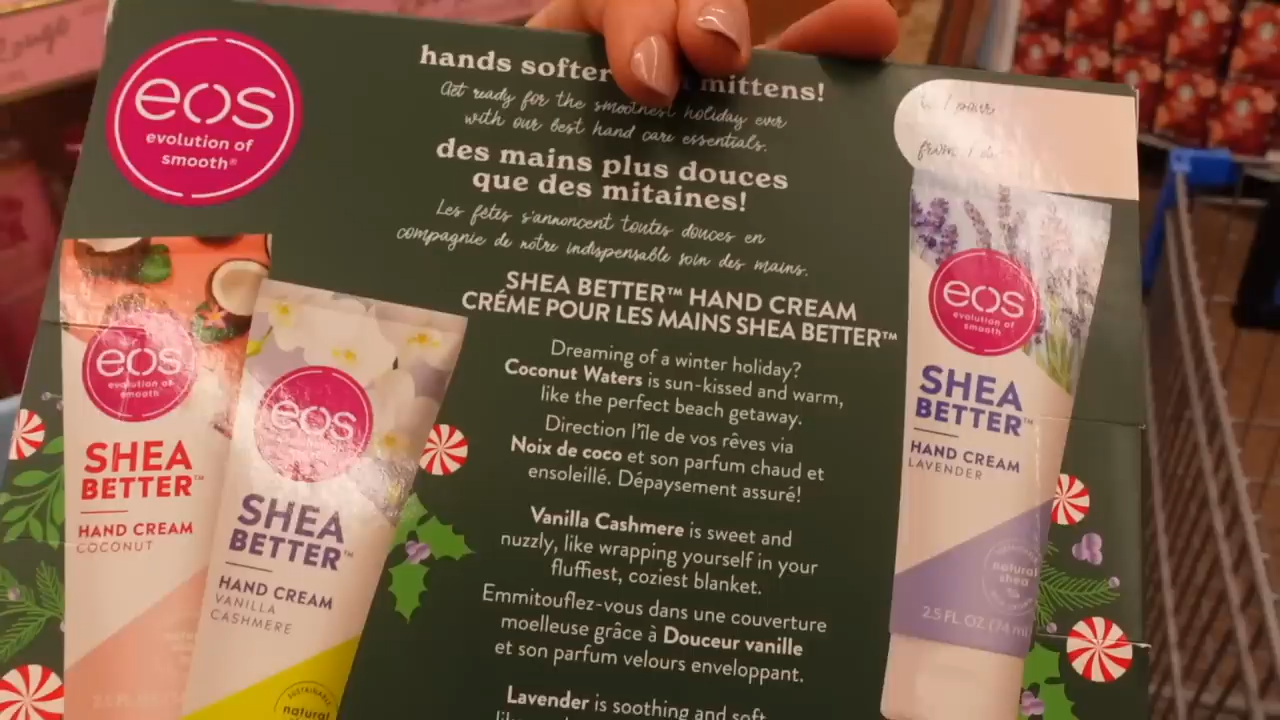 eos
evolution of
smooth®
hands softer mittens!
Get ready for the smoothest holiday ever
with our best hand care essentials.
des mains plus douces
que des mitaines!
Les fêtes s'annoncent toutes douces en
compagnie de notre indispensable soin des mains.
SHEA BETTER™ HAND CREAM
CRÉME POUR LES MAINS SHEA BETTER™
Dreaming of a winter holiday?
Coconut Waters is sun-kissed and warm,
like the perfect beach getaway.
Direction l'île de vos rêves via
Noix de coco et son parfum chaud et
ensoleillé. Dépaysement assuré!
Vanilla Cashmere is sweet and
nuzzly, like wrapping yourself in your
fluffiest, coziest blanket.
Emmitouflez-vous dans une couverture
moelleuse grâce à Douceur vanille
et son parfum velours enveloppant.
Lavender is soothing and soft
eos
evolution of
smooth
SHEA
BETTER™
HAND CREAM
COCONUT
eos
SHEA
BETTER™
HAND CREAM
VANILLA
CASHMERE
SUSTAINABLE
natural
from / de
eos
evolution of
smooth
SHEA
BETTER™
HAND CREAM
LAVENDER
natural
shea
2.5 FL OZ (74 ml)